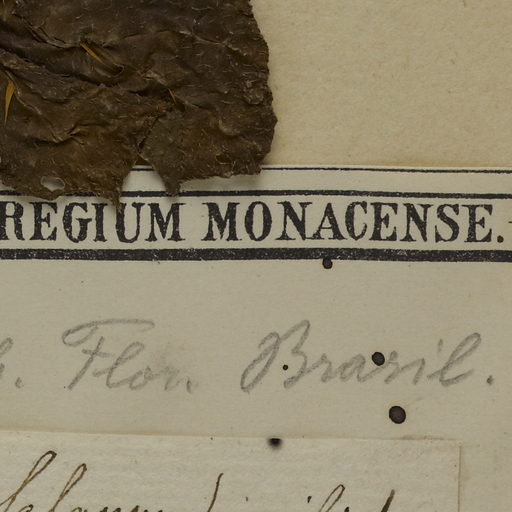 REGIUM MONACENSE.
h. Flor. Brasil.